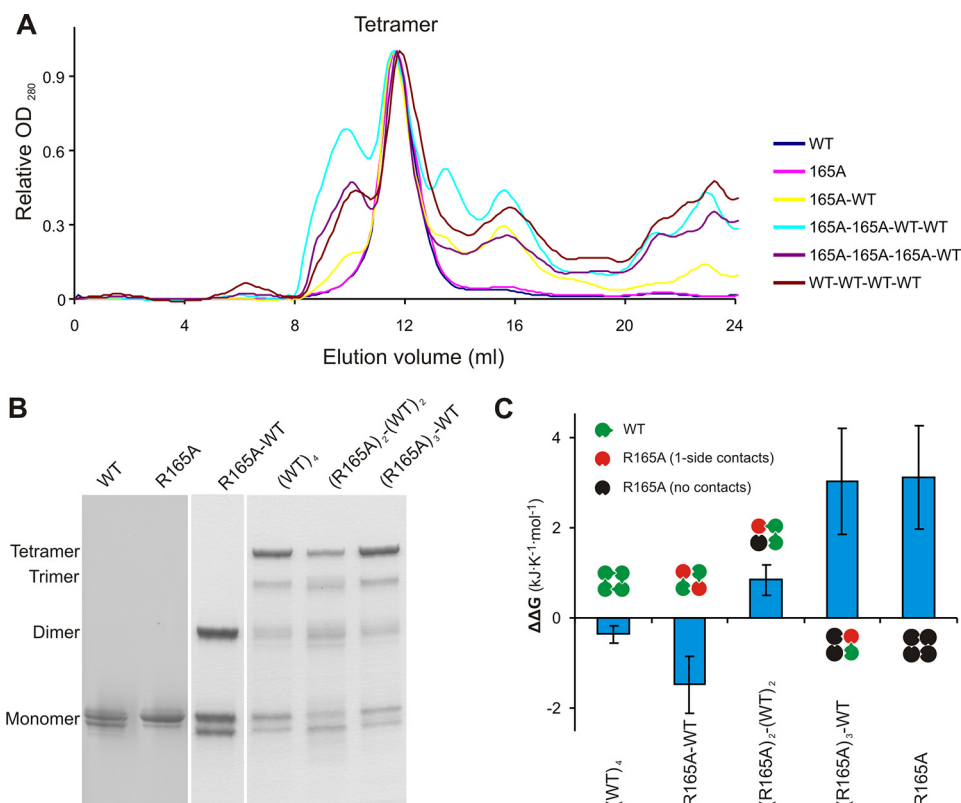 A
Tetramer
Relative OD 280
0.9
0.6
0.3
0
0 4 8 12 16 20 24
Elution volume (ml)
WT
165A
165A-WT
165A-165A-WT-WT
165A-165A-165A-WT
WT-WT-WT-WT
B
WT
R165A
R165A-WT
(WT)4
(R165A)2-(WT)2
(R165A)3-WT
Tetramer
Trimer
Dimer
Monomer
C
WT
R165A (1-side contacts)
R165A (no contacts)
ΔΔG (kJ·K-1·mol-1)
4
2
0
-2
(WT)4
R165A-WT
(R165A)2-(WT)2
(R165A)3-WT
R165A